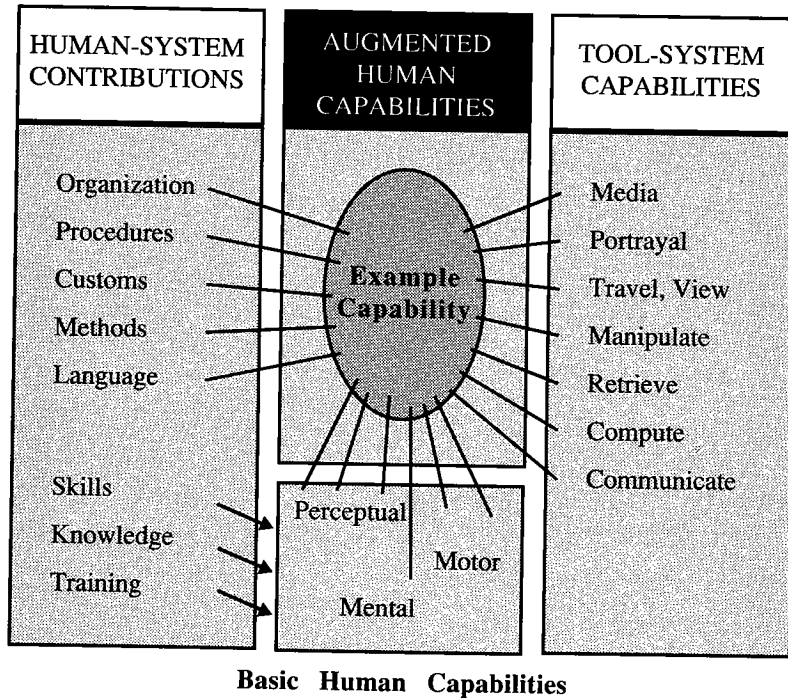 HUMAN-SYSTEM
CONTRIBUTIONS
AUGMENTED
HUMAN
CAPABILITIES
TOOL-SYSTEM
CAPABILITIES
Organization
Procedures
Customs
Methods
Language
Skills
Knowledge
Training
Example
Capability
Media
Portrayal
Travel, View
Manipulate
Retrieve
Compute
Communicate
Perceptual
Motor
Mental
Basic Human Capabilities